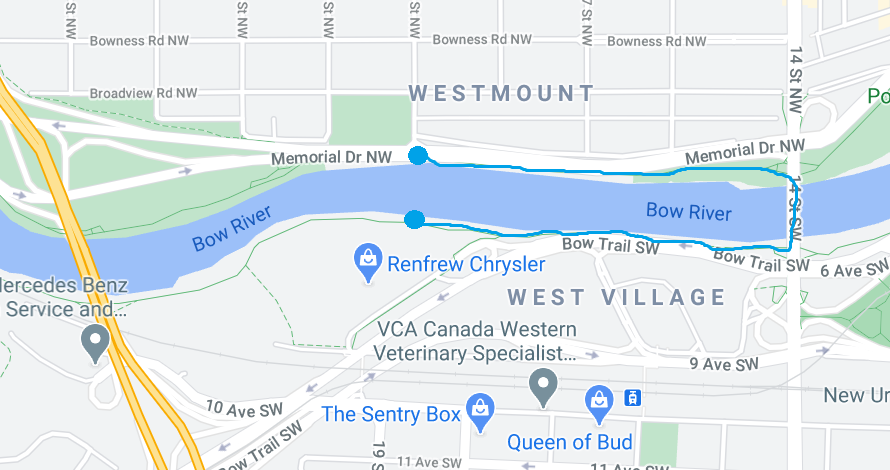 St NW
St NW
St NW
7 St NW
14 St NW
Bowness Rd NW
Bowness Rd NW
Bowness Rd NW
Broadview Rd NW
WESTMOUNT
Po
Memorial Dr NW
Memorial Dr NW
14 St SW
Bow River
Bow River
Bow Trail SW
Bow Trail SW
6 Ave SW
Renfrew Chrysler
Mercedes Benz
Service and...
WEST VILLAGE
VCA Canada Western
Veterinary Specialist...
9 Ave SW
New Ur
10 Ave SW
The Sentry Box
Queen of Bud
Bow Trail SW
19 S
11 Ave SW
11 Ave SW